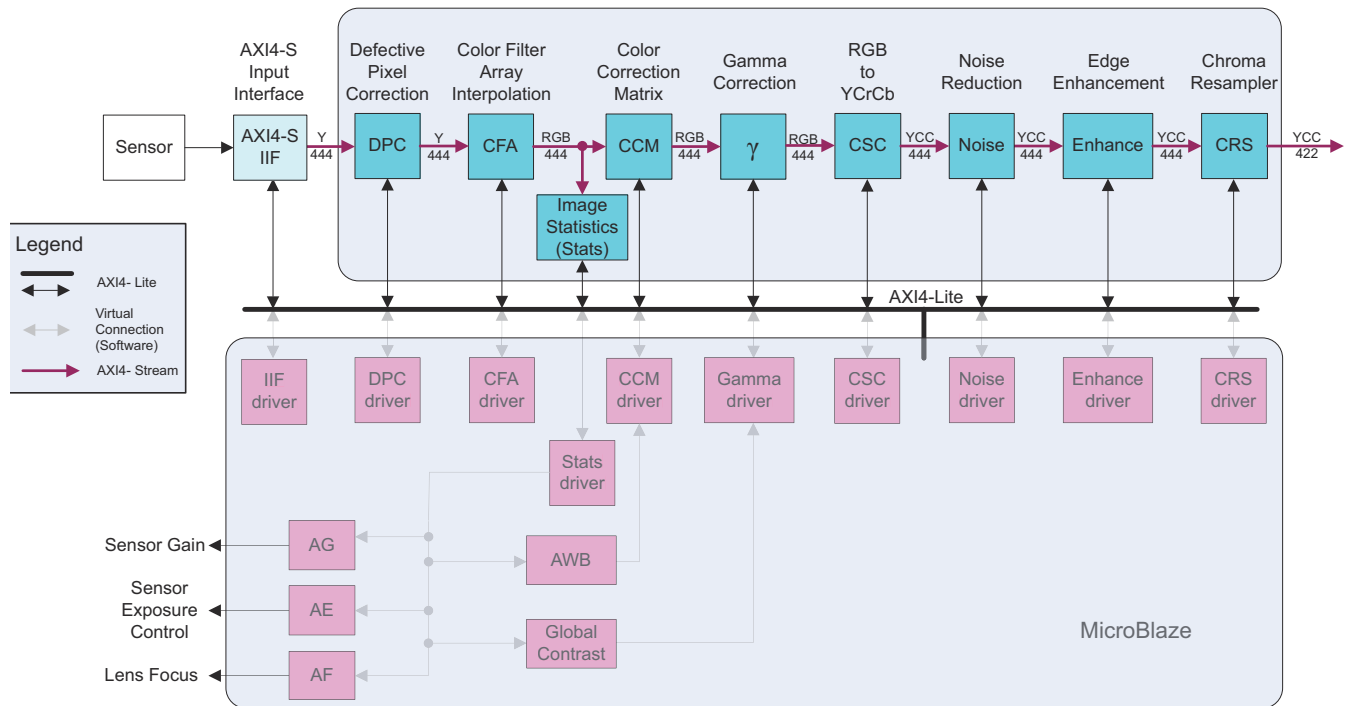 AXI4-S
Input
Interface
Defective
Pixel
Correction
Color Filter
Array
Interpolation
Color
Correction
Matrix
Gamma
Correction
RGB
to
YCrCb
Noise
Reduction
Edge
Enhancement
Chroma
Resampler
Sensor
AXI4-S
IIF
Y
444
DPC
Y
444
CFA
RGB
444
CCM
RGB
444
γ
RGB
444
CSC
YCC
444
Noise
YCC
444
Enhance
YCC
444
CRS
YCC
422
Image
Statistics
(Stats)
Legend
AXI4- Lite
Virtual
Connection
(Software)
AXI4- Stream
AXI4-Lite
IIF
driver
DPC
driver
CFA
driver
CCM
driver
Gamma
driver
CSC
driver
Noise
driver
Enhance
driver
CRS
driver
Stats
driver
Sensor Gain
AG
AWB
Sensor
Exposure
Control
AE
Global
Contrast
MicroBlaze
Lens Focus
AF